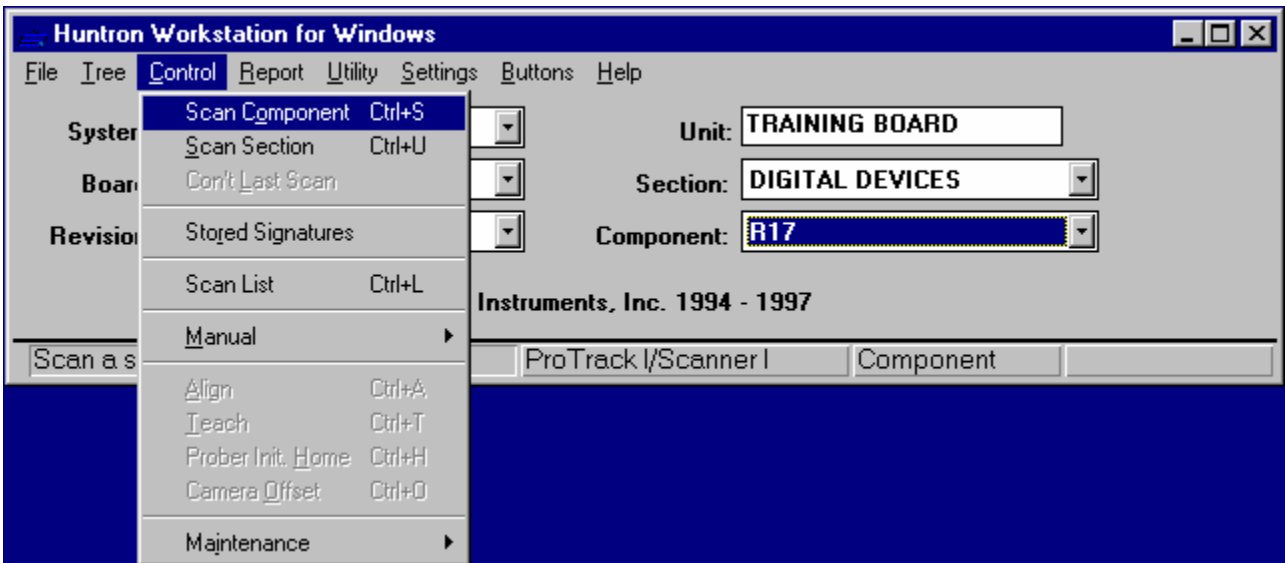 Huntron Workstation for Windows
File Tree Control Report Utility Settings Buttons Help
Scan Component Ctrl+S
Scan Section Ctrl+U
Con't Last Scan
Stored Signatures
Scan List Ctrl+L
Manual
Align Ctrl+A
Teach Ctrl+T
Prober Init. Home Ctrl+H
Camera Offset Ctrl+O
Maintenance
Unit: TRAINING BOARD
Section: DIGITAL DEVICES
Revision Component: R17
Instruments, Inc. 1994 - 1997
Scan a s ProTrack I/Scanner I Component